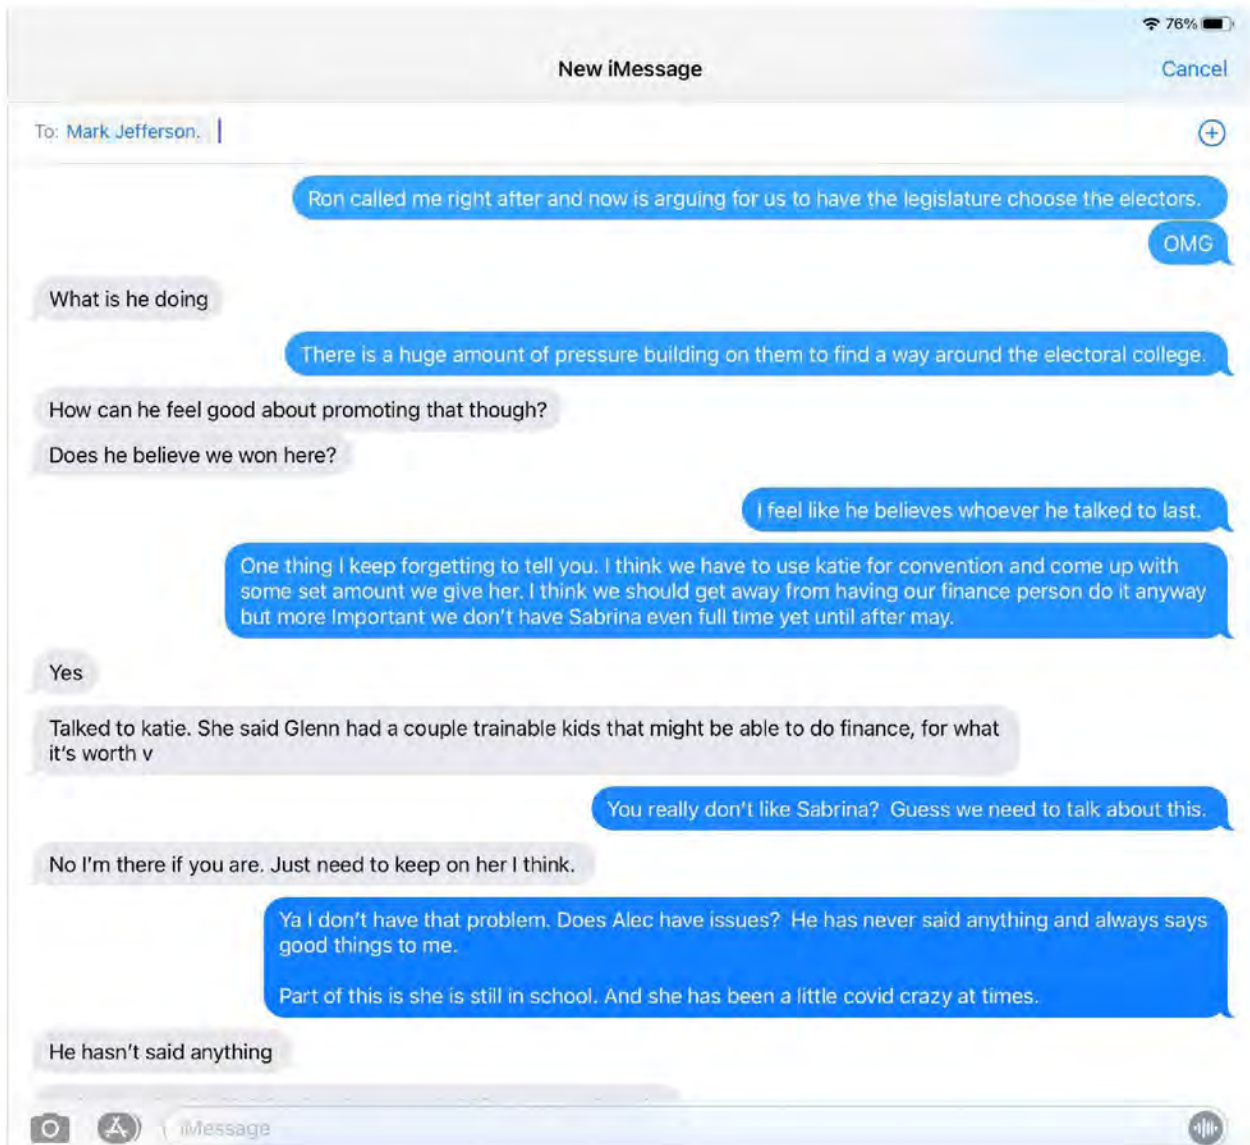 76%
New iMessage
Cancel
To: Mark Jefferson.
Ron called me right after and now is arguing for us to have the legislature choose the electors.
OMG
What is he doing
There is a huge amount of pressure building on them to find a way around the electoral college.
How can he feel good about promoting that though?
Does he believe we won here?
I feel like he believes whoever he talked to last.
One thing I keep forgetting to tell you. I think we have to use katie for convention and come up with
some set amount we give her. I think we should get away from having our finance person do it anyway
but more Important we don't have Sabrina even full time yet until after may.
Yes
Talked to katie. She said Glenn had a couple trainable kids that might be able to do finance, for what
it's worth v
You really don't like Sabrina?  Guess we need to talk about this.
No I'm there if you are. Just need to keep on her I think.
Ya I don't have that problem. Does Alec have issues?  He has never said anything and always says
good things to me.
Part of this is she is still in school. And she has been a little covid crazy at times.
He hasn't said anything
iMessage